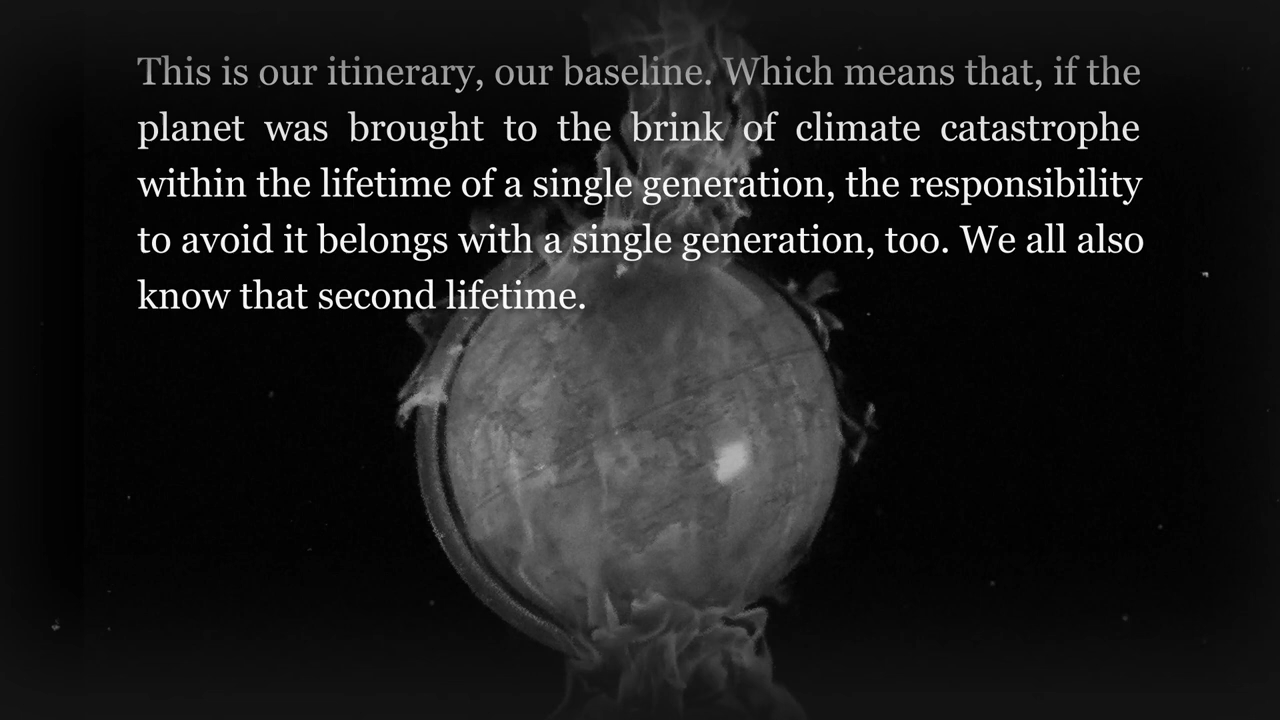 This is our itinerary, our baseline. Which means that, if the
planet was brought to the brink of climate catastrophe
within the lifetime of a single generation, the responsibility
to avoid it belongs with a single generation, too. We all also
know that second lifetime.